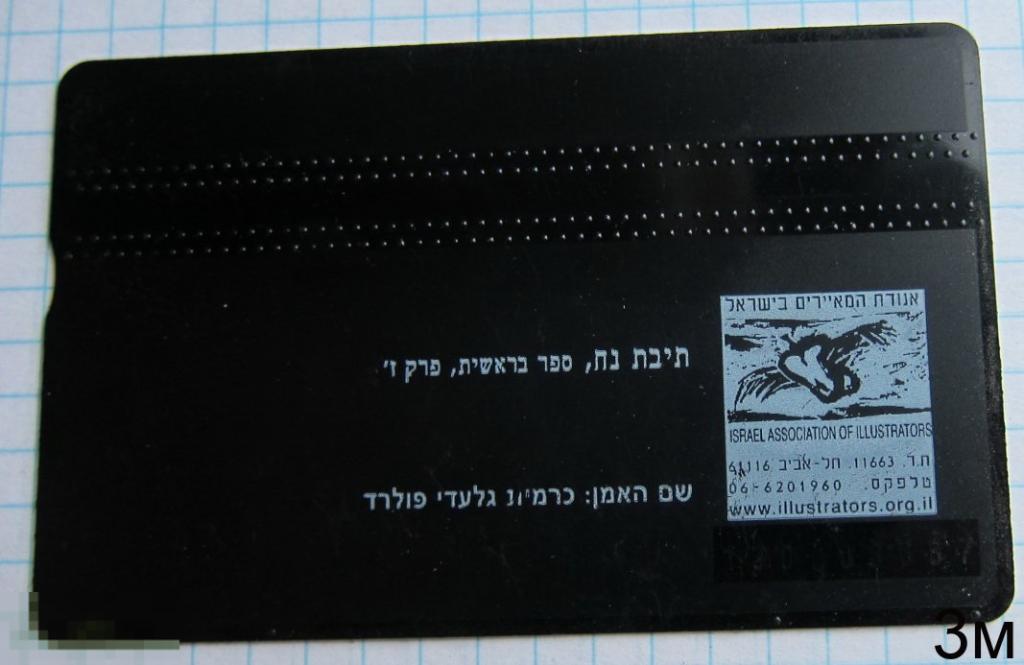 אגודת המאיירים בישראל
ISRAEL ASSOCIATION OF ILLUSTRATORS
ת.ד. 11663. תל-אביב 61116
טלפקס. 06-6201960
www.illustrators.org.il
תיבת נח, ספר בראשית, פרק ז'
שם האמן: גלעדי פולרד
3M